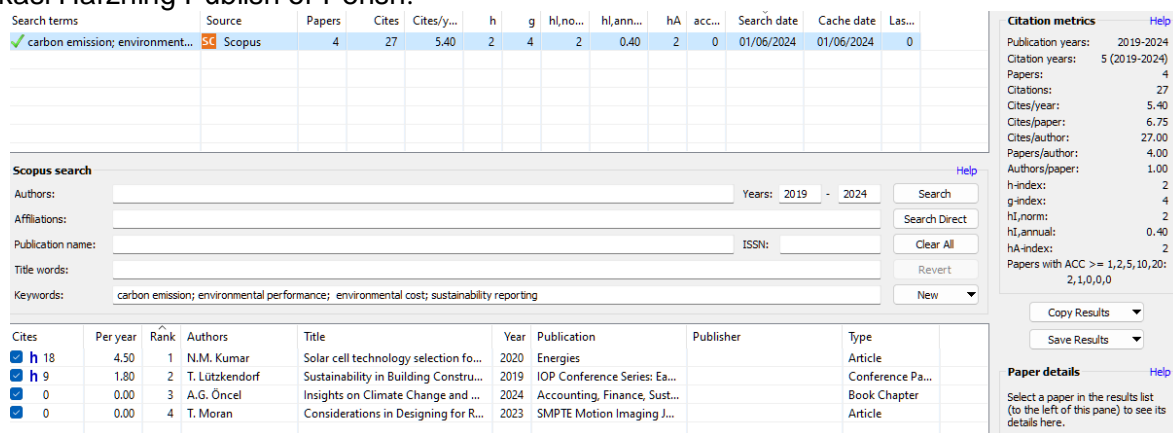 kasi Harzhing Publish or Perish.
Search terms Source Papers Cites Cites/y... h g hI,no... hI,ann... hA acc... Search date Cache date Las...
carbon emission; environment... SC Scopus 4 27 5.40 2 4 2 0.40 2 0 01/06/2024 01/06/2024 0
Scopus search Help
Authors: Years: 2019 - 2024 Search
Affiliations: Search Direct
Publication name: ISSN: Clear All
Title words: Revert
Keywords: carbon emission; environmental performance; environmental cost; sustainability reporting New
Cites Per year Rank Authors Title Year Publication Publisher Type
h 18 4.50 1 N.M. Kumar Solar cell technology selection fo... 2020 Energies Article
h 9 1.80 2 T. Lützkendorf Sustainability in Building Constru... 2019 IOP Conference Series: Ea... Conference Pa...
0 0.00 3 A.G. Öncel Insights on Climate Change and ... 2024 Accounting, Finance, Sust... Book Chapter
0 0.00 4 T. Moran Considerations in Designing for R... 2023 SMPTE Motion Imaging J... Article
Citation metrics Help
Publication years: 2019-2024
Citation years: 5 (2019-2024)
Papers: 4
Citations: 27
Cites/year: 5.40
Cites/paper: 6.75
Cites/author: 27.00
Papers/author: 4.00
Authors/paper: 1.00
h-index: 2
g-index: 4
hI,norm: 2
hI,annual: 0.40
hA-index: 2
Papers with ACC >= 1,2,5,10,20:
2,1,0,0,0
Copy Results
Save Results
Paper details Help
Select a paper in the results list
(to the left of this pane) to see its
details here.